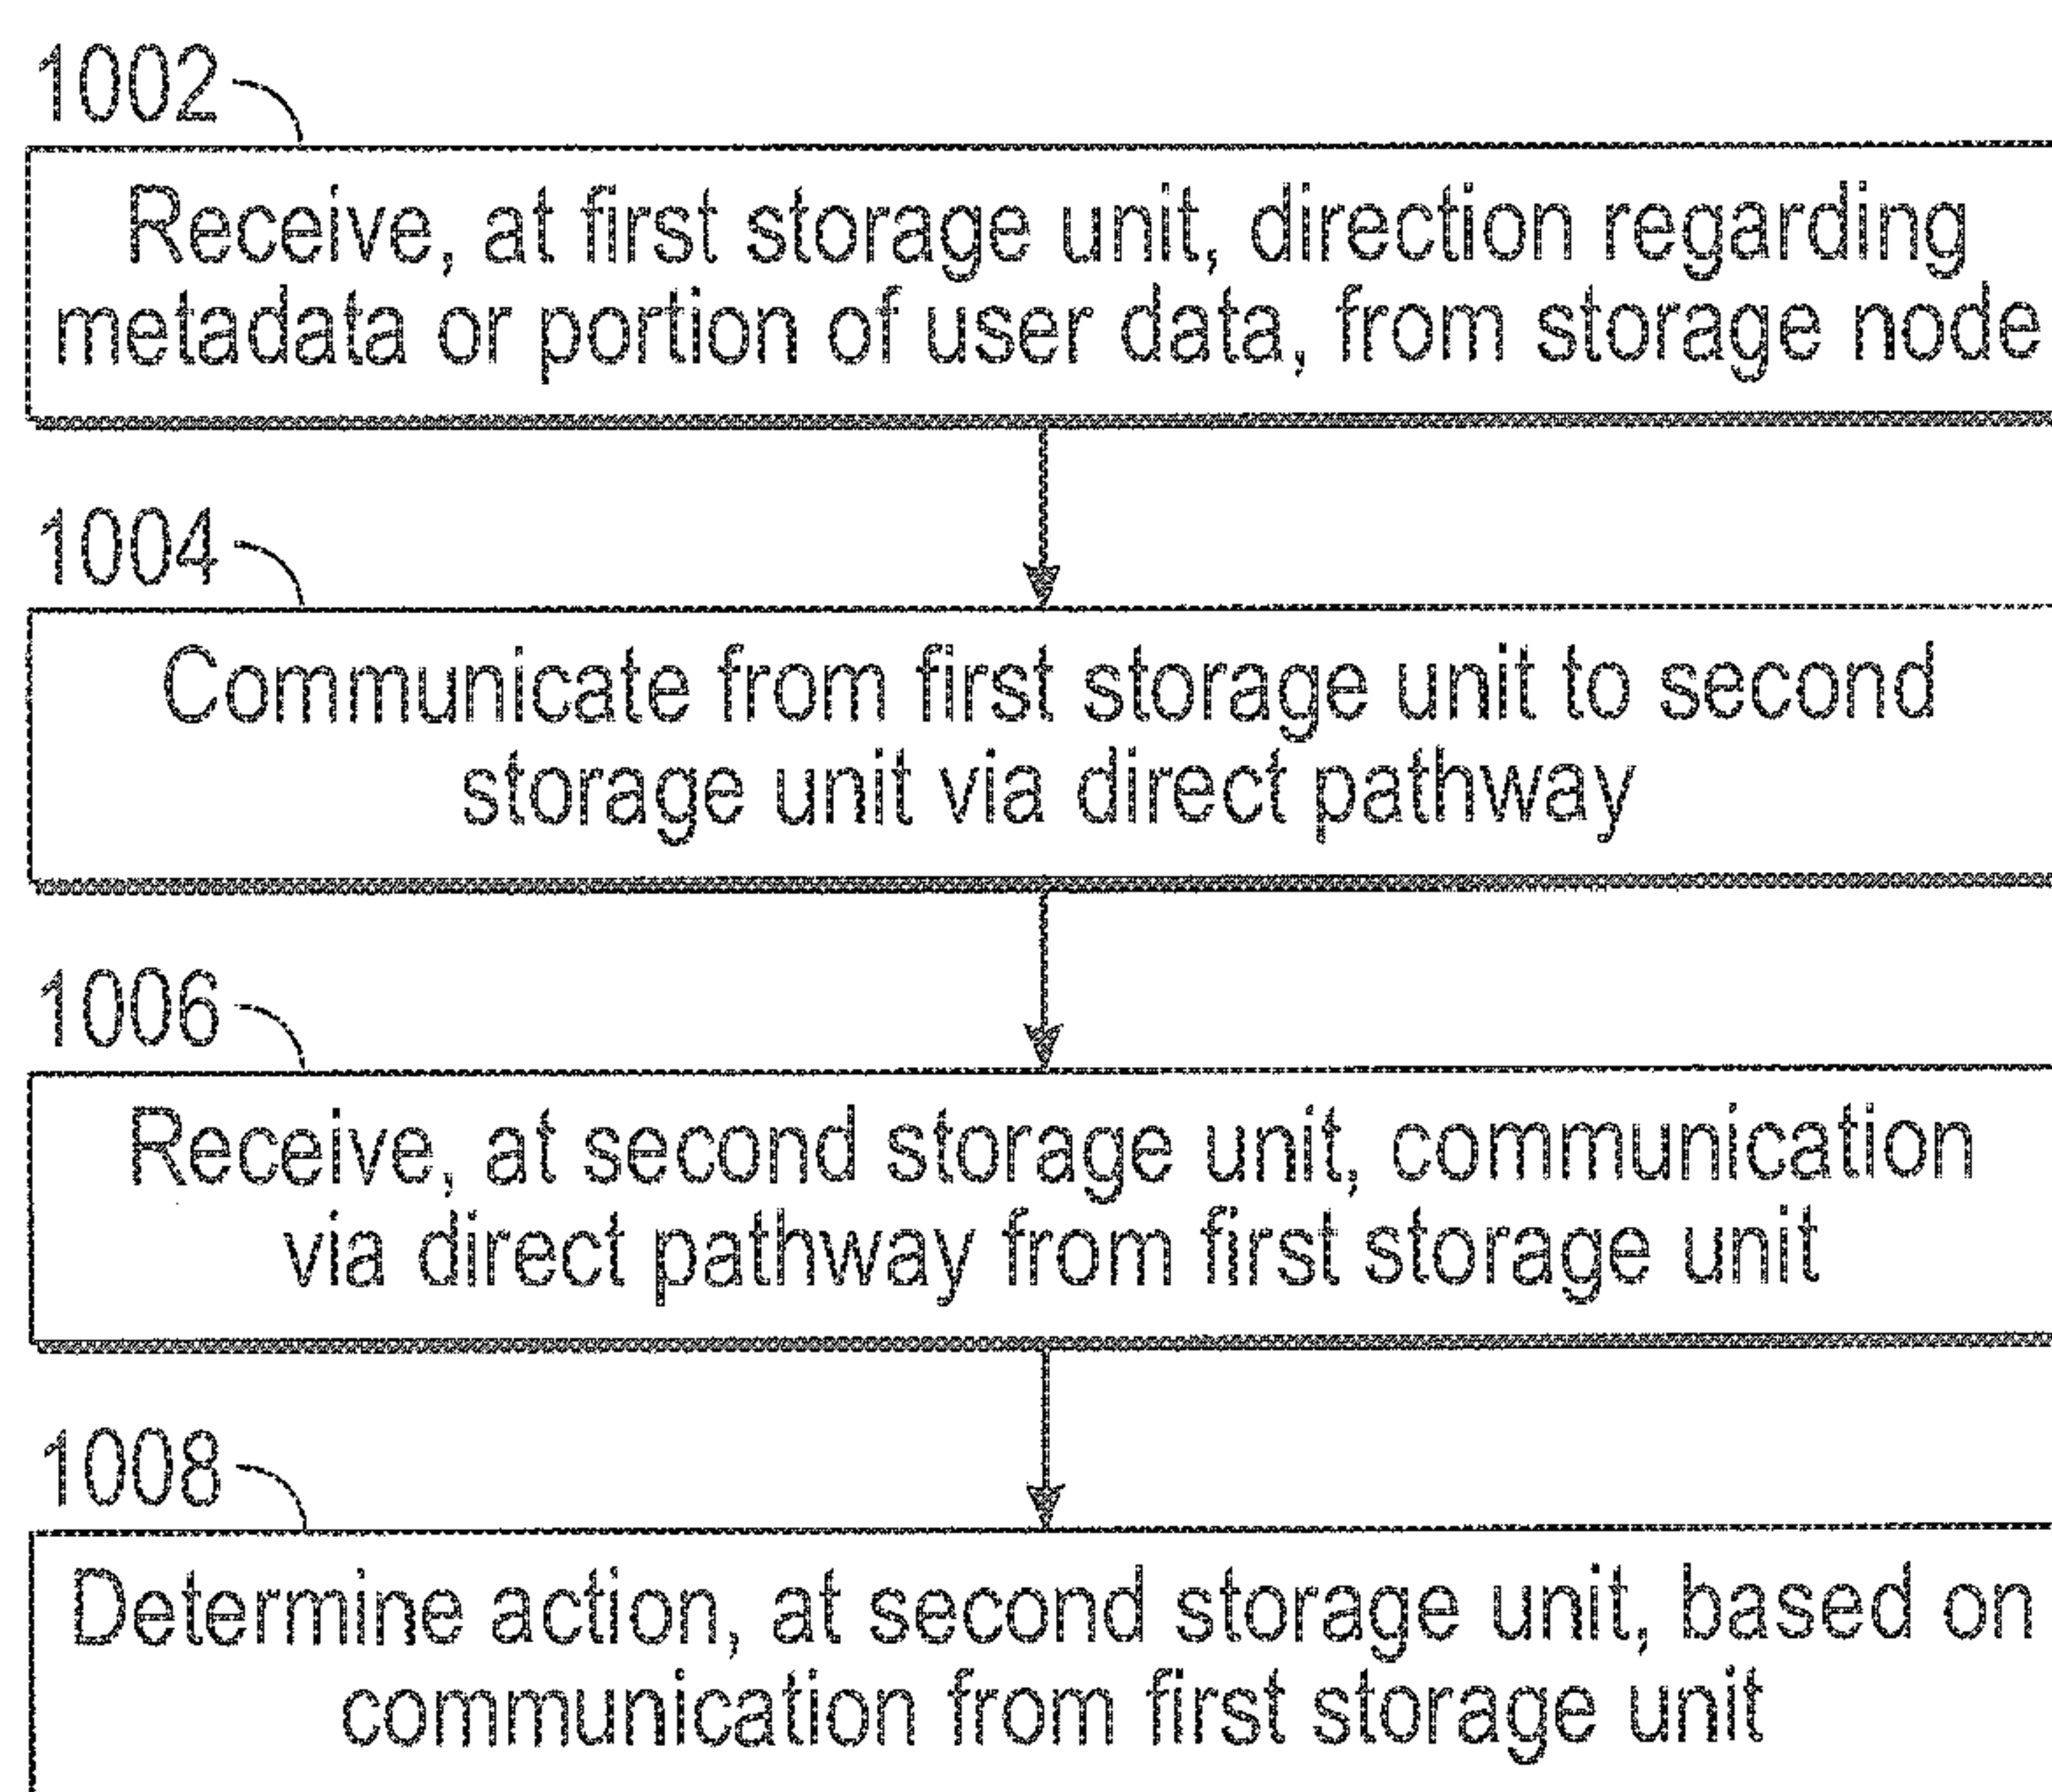 1002
Receive, at first storage unit, direction regarding
metadata or portion of user data, from storage node
1004
Communicate from first storage unit to second
storage unit via direct pathway
1006
Receive, at second storage unit, communication
via direct pathway from first storage unit
1008
Determine action, at second storage unit, based on
communication from first storage unit